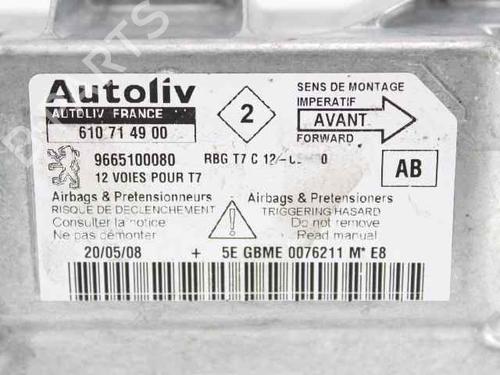 Autoliv
AUTOLIV FRANCE
610 71 49 00
2
SENS DE MONTAGE
IMPERATIF
AVANT
FORWARD
9665100080
RBG T7 C 12
12 VOIES POUR T7
AB
Airbags & Pretensionneurs
RISQUE DE DECLENCHEMENT
Consulter la notice
Ne pas démonter
Airbags & Pretensioners
TRIGGERING HASARD
Do not remove
Read manual
20/05/08 + 5E GBME 0076211 M* E8